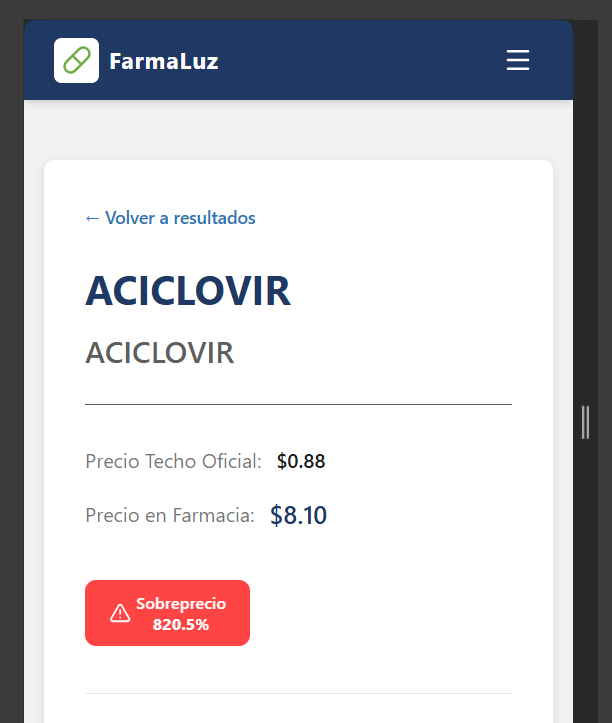 FarmaLuz
← Volver a resultados
ACICLOVIR
ACICLOVIR
Precio Techo Oficial: $0.88
Precio en Farmacia: $8.10
Sobreprecio
820.5%